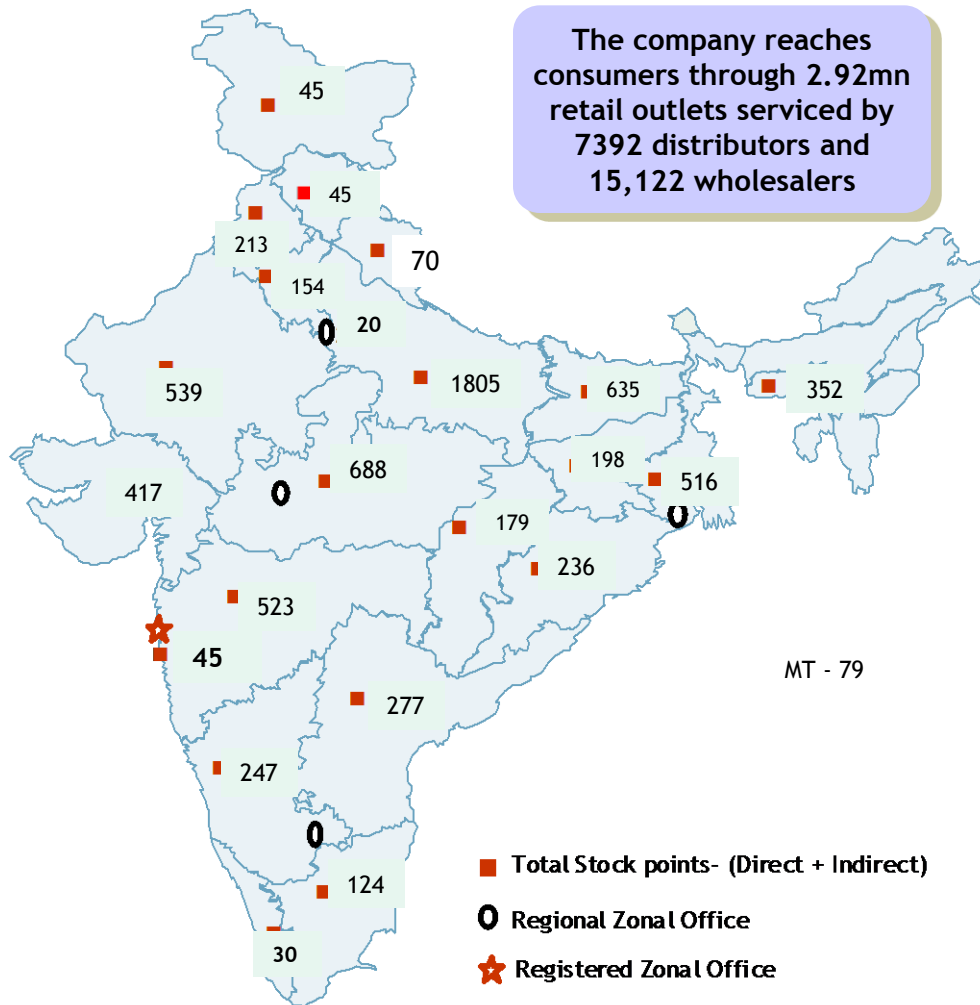 The company reaches
consumers through 2.92mn
retail outlets serviced by
7392 distributors and
15,122 wholesalers
45
45
213
70
154
20
539
1805
635
352
688
198
417
516
179
236
523
45
MT - 79
277
247
124
30
Total Stock points- (Direct + Indirect)
Regional Zonal Office
Registered Zonal Office